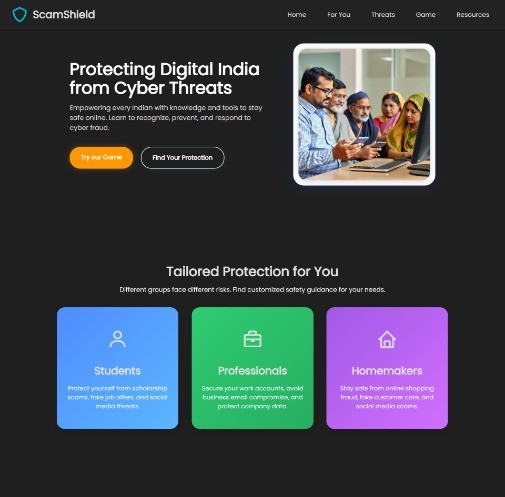 ScamShield
Home For You Threats Game Resources
Protecting Digital India
from Cyber Threats
Empowering every Indian with knowledge and tools to stay
safe online. Learn to recognize, prevent, and respond to
cyber fraud.
Try our Game Find Your Protection
Tailored Protection for You
Different groups face different risks. Find customized safety guidance for your needs.
Students
Protect yourself from scholarship
scams, fake job offers, and social
media threats.
Professionals
Secure your work accounts, avoid
business email compromise, and
protect company data.
Homemakers
Stay safe from online shopping
fraud, fake customer care, and
social media scams.